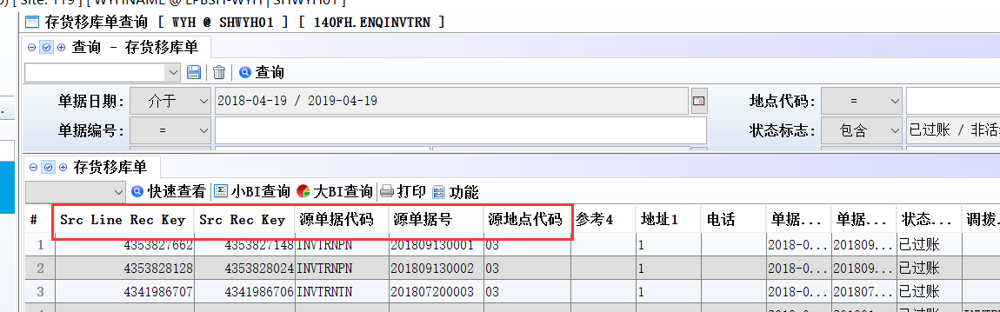 [ Site: 119 ] [ WYHNAME @
存货移库单查询 [ WYH @ SHWYH01 ] [ 140FH.ENQINVTRN ]
查询 - 存货移库单
查询
单据日期: 介于 2018-04-19 / 2019-04-19 地点代码: =
单据编号: = 状态标志: 包含 已过账 / 非活
存货移库单
快速查看 小BI查询 大BI查询 打印 功能
# Src Line Rec Key Src Rec Key 源单据代码 源单据号 源地点代码 参考4 地址1 电话 单据... 单据... 状态... 调拨.
1 4353827662 4353827148 INVTRNPN 201809130001 03 1 2018-0... 201809... 已过账
2 4353828128 4353828024 INVTRNPN 201809130002 03 1 2018-0... 201809... 已过账
3 4341986707 4341986706 INVTRNTN 201807200003 03 1 2018-0... 201807... 已过账